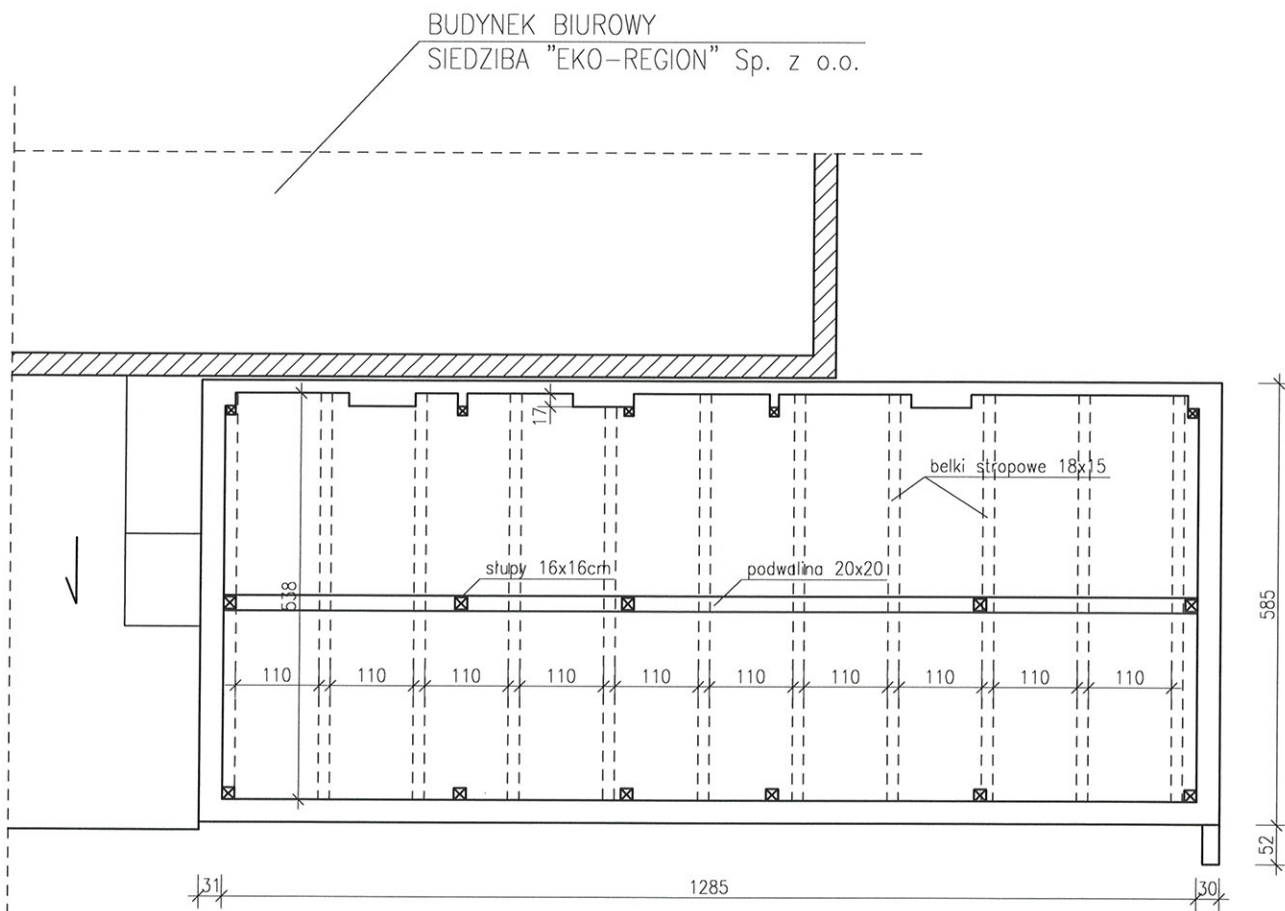 BUDYNEK BIUROWY
SIEDZIBA "EKO-REGION" Sp. z o.o.
17
belki stropowe 18x15
słupy 16x16cm
podwalina 20x20
538
585
110 110 110 110 110 110 110 110 110 110
52
31 1285 30